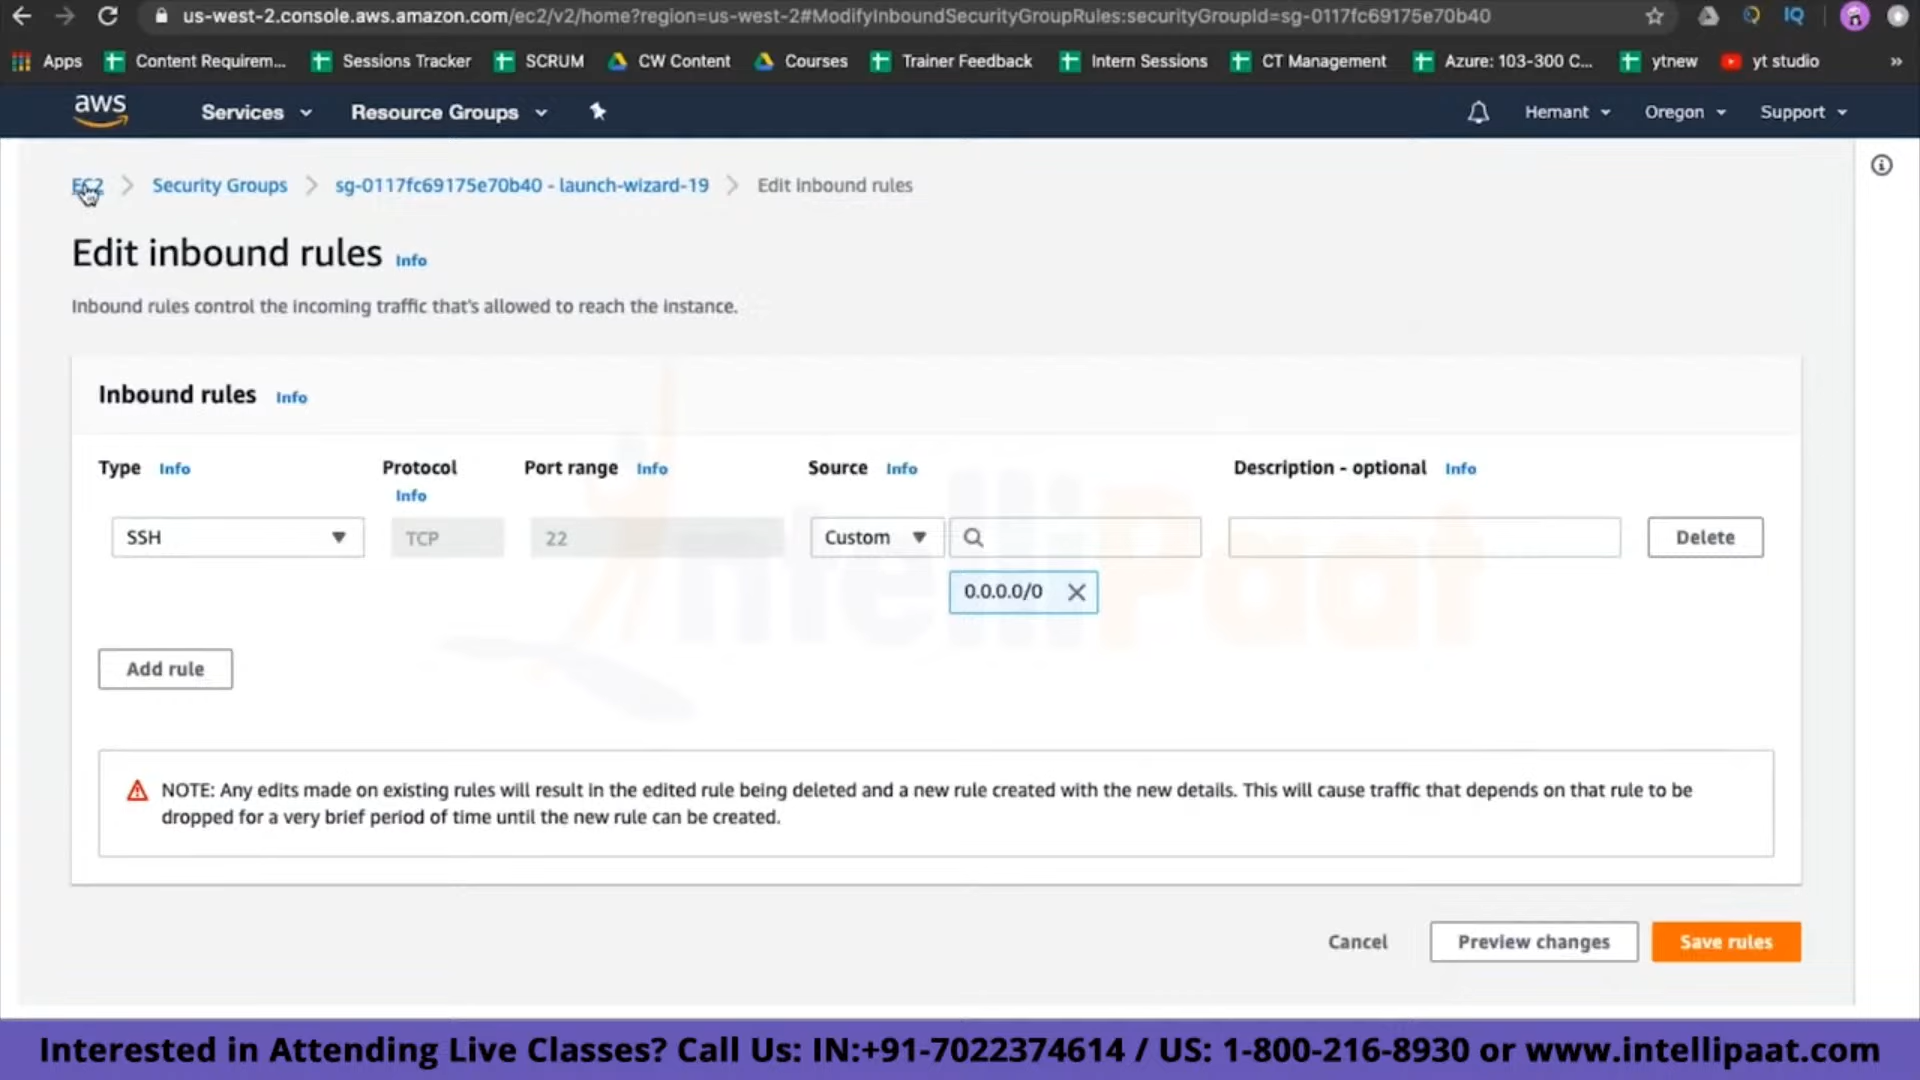 us-west-2.console.aws.amazon.com/ec2/v2/home?region=us-west-2#ModifyInboundSecurityGroupRules:securityGroupId=sg-0117fc69175e70b40
IQ
Apps Content Requirem... Sessions Tracker SCRUM CW Content Courses Trainer Feedback Intern Sessions CT Management Azure: 103-300 C... ytnew yt studio »
aws Services Resource Groups Hemant Oregon Support
EC2 > Security Groups > sg-0117fc69175e70b40 - launch-wizard-19 > Edit inbound rules
Edit inbound rules Info
Inbound rules control the incoming traffic that's allowed to reach the instance.
Inbound rules Info
Type Info Protocol Info Port range Info Source Info Description - optional Info
SSH TCP 22 Custom Delete
0.0.0.0/0
Add rule
NOTE: Any edits made on existing rules will result in the edited rule being deleted and a new rule created with the new details. This will cause traffic that depends on that rule to be
dropped for a very brief period of time until the new rule can be created.
Cancel Preview changes Save rules
IntelliPaat
Interested in Attending Live Classes? Call Us: IN:+91-7022374614 / US: 1-800-216-8930 or www.intellipaat.com